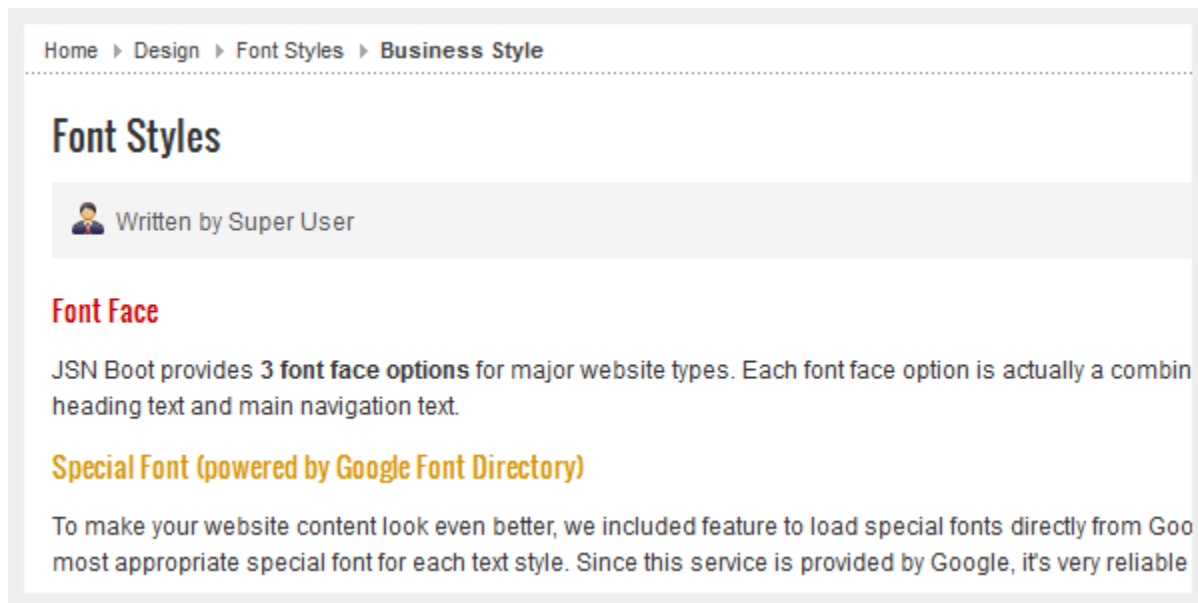 Home Design Font Styles Business Style
Font Styles
Written by Super User
Font Face
JSN Boot provides 3 font face options for major website types. Each font face option is actually a combin
heading text and main navigation text.
Special Font (powered by Google Font Directory)
To make your website content look even better, we included feature to load special fonts directly from Goo
most appropriate special font for each text style. Since this service is provided by Google, it's very reliable